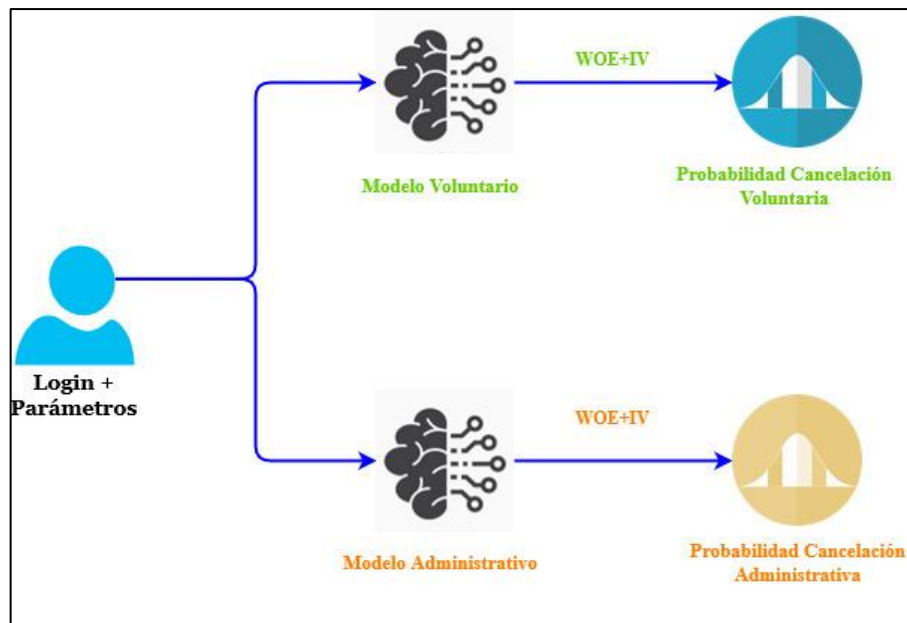 WOE+IV
Modelo Voluntario
Probabilidad Cancelación
Voluntaria
Login +
Parámetros
WOE+IV
Modelo Administrativo
Probabilidad Cancelación
Administrativa